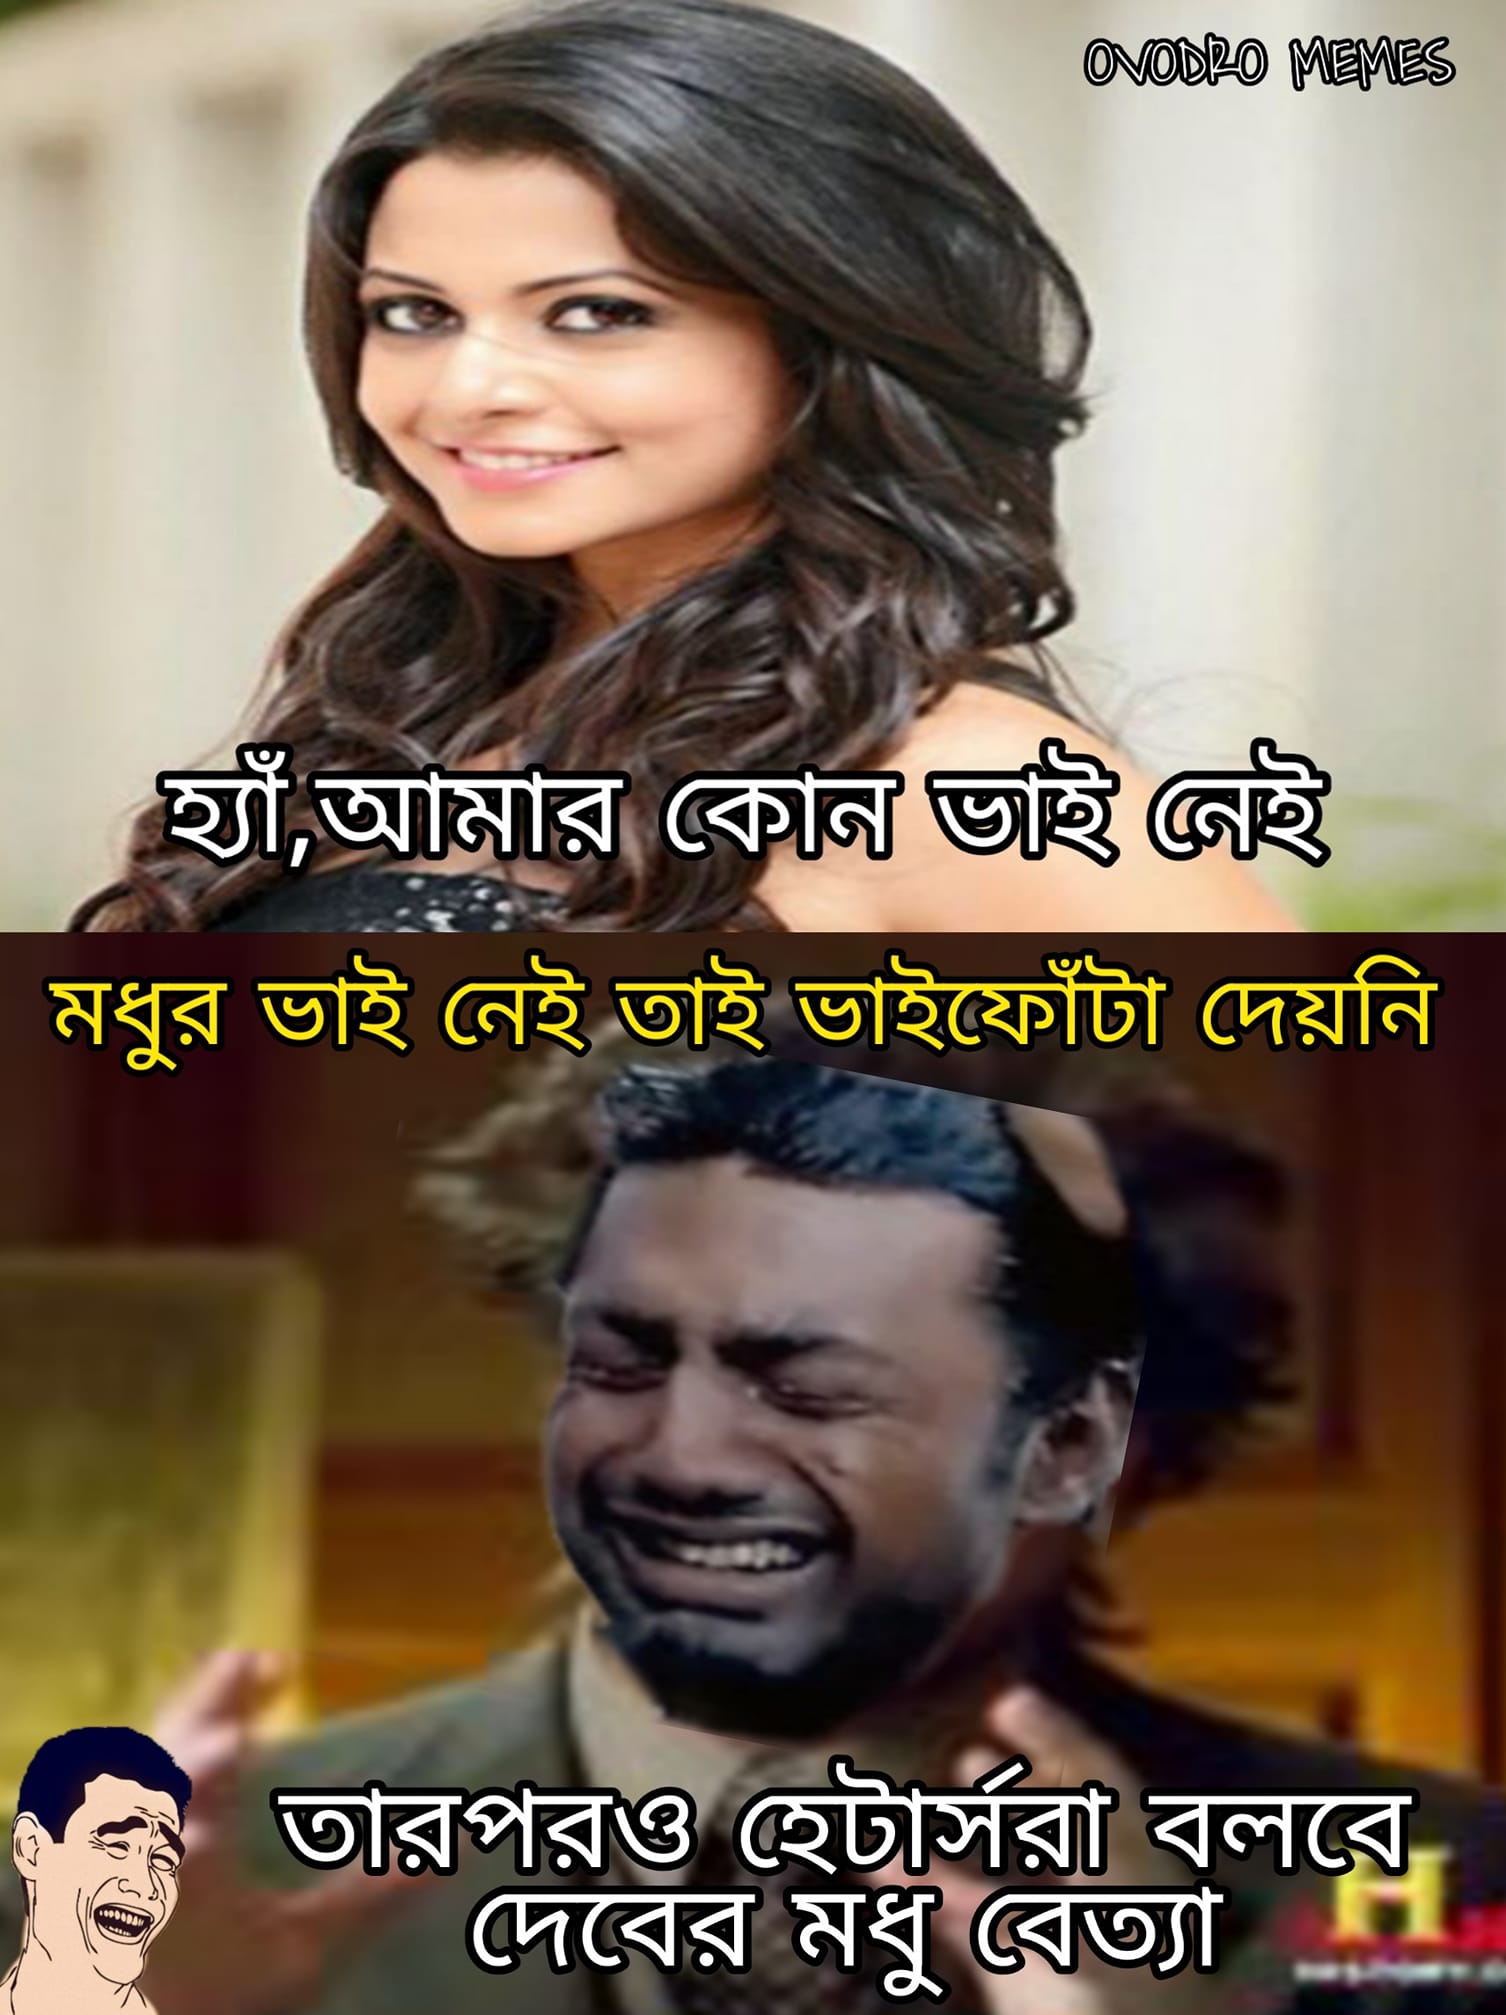 OVODRO MEMES
হ্যাঁ,আমার কোন ভাই নেই
মধুর ভাই নেই তাই ভাইফোঁটা দেয়নি
তারপরও হেটার্সরা বলবে
দেবের মধু বেত্যা
H